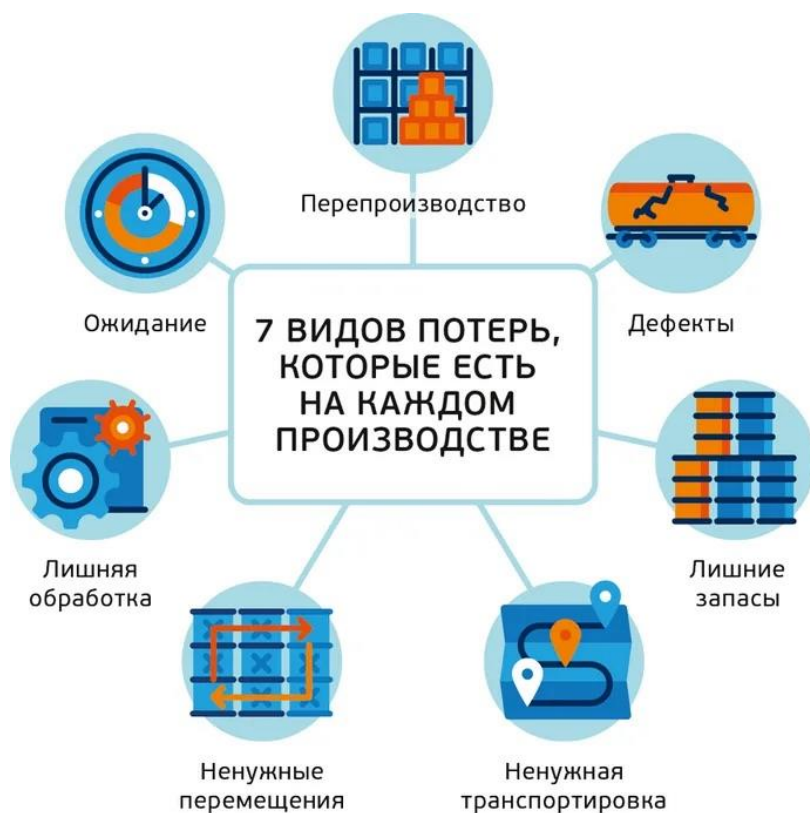 Перепроизводство
Ожидание
Дефекты
7 ВИДОВ ПОТЕРЬ,
КОТОРЫЕ ЕСТЬ
НА КАЖДОМ
ПРОИЗВОДСТВЕ
Лишняя
обработка
Лишние
запасы
Ненужные
перемещения
Ненужная
транспортировка